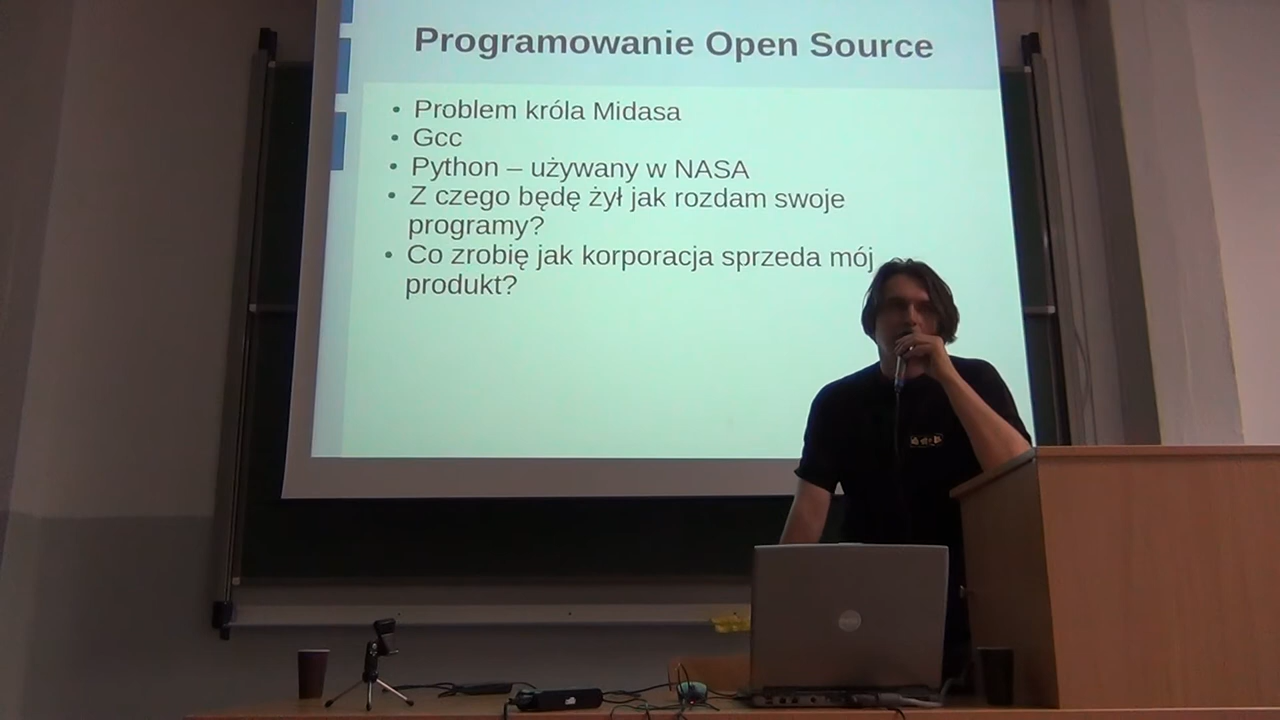 Programowanie Open Source
• Problem króla Midasa
• Gcc
• Python – używany w NASA
• Z czego będę żył jak rozdam swoje
programy?
• Co zrobię jak korporacja sprzeda mój
produkt?